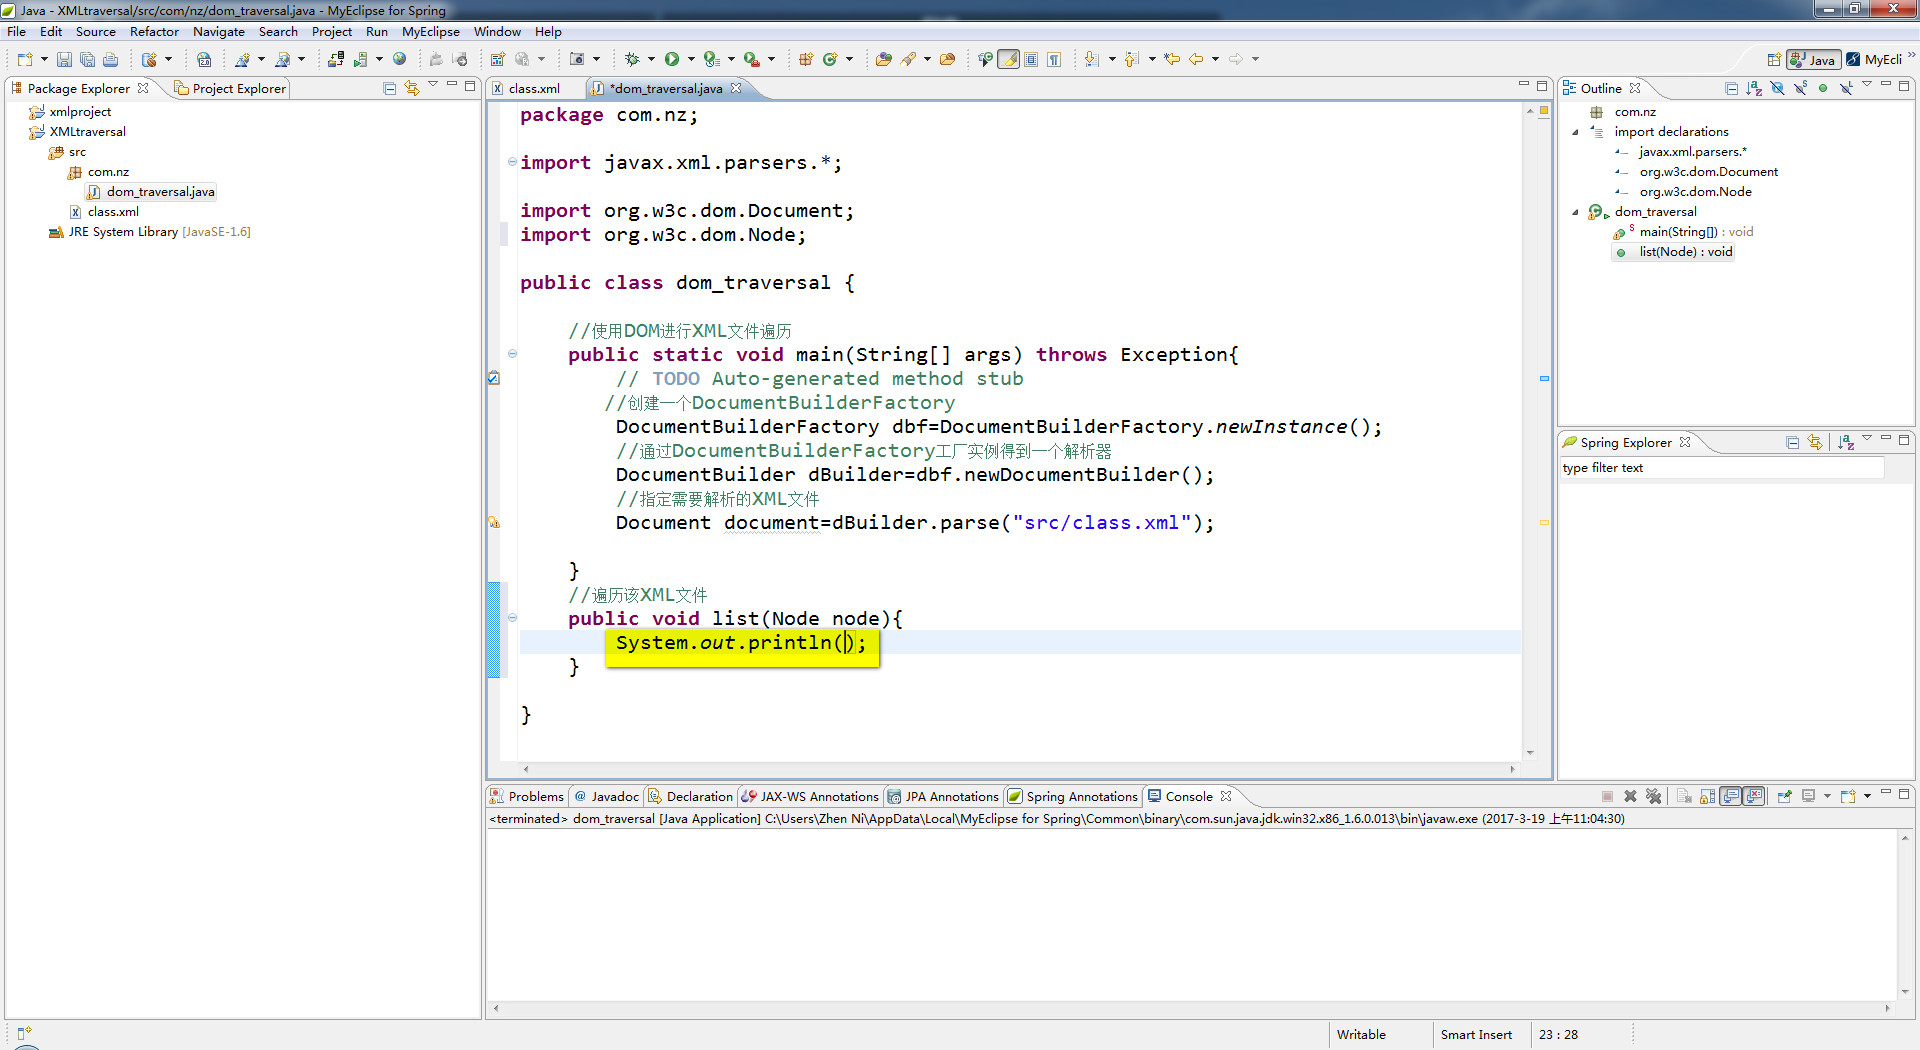 Java - XMLtraversal/src/com/nz/dom_traversal.java - MyEclipse for Spring
File Edit Source Refactor Navigate Search Project Run MyEclipse Window Help
Java MyEcli
Package Explorer Project Explorer
xmlproject
XMLtraversal
src
com.nz
dom_traversal.java
class.xml
JRE System Library [JavaSE-1.6]
class.xml *dom_traversal.java
package com.nz;
import javax.xml.parsers.*;
import org.w3c.dom.Document;
import org.w3c.dom.Node;
public class dom_traversal {
//使用DOM进行XML文件遍历
public static void main(String[] args) throws Exception{
// TODO Auto-generated method stub
//创建一个DocumentBuilderFactory
DocumentBuilderFactory dbf=DocumentBuilderFactory.newInstance();
//通过DocumentBuilderFactory工厂实例得到一个解析器
DocumentBuilder dBuilder=dbf.newDocumentBuilder();
//指定需要解析的XML文件
Document document=dBuilder.parse("src/class.xml");
}
//遍历该XML文件
public void list(Node node){
System.out.println();
}
}
Outline
com.nz
import declarations
javax.xml.parsers.*
org.w3c.dom.Document
org.w3c.dom.Node
dom_traversal
main(String[]) : void
list(Node) : void
Spring Explorer
type filter text
Problems Javadoc Declaration JAX-WS Annotations JPA Annotations Spring Annotations Console
<terminated> dom_traversal [Java Application] C:\Users\Zhen Ni\AppData\Local\MyEclipse for Spring\Common\binary\com.sun.java.jdk.win32.x86_1.6.0.013\bin\javaw.exe (2017-3-19 上午11:04:30)
Writable Smart Insert 23 : 28